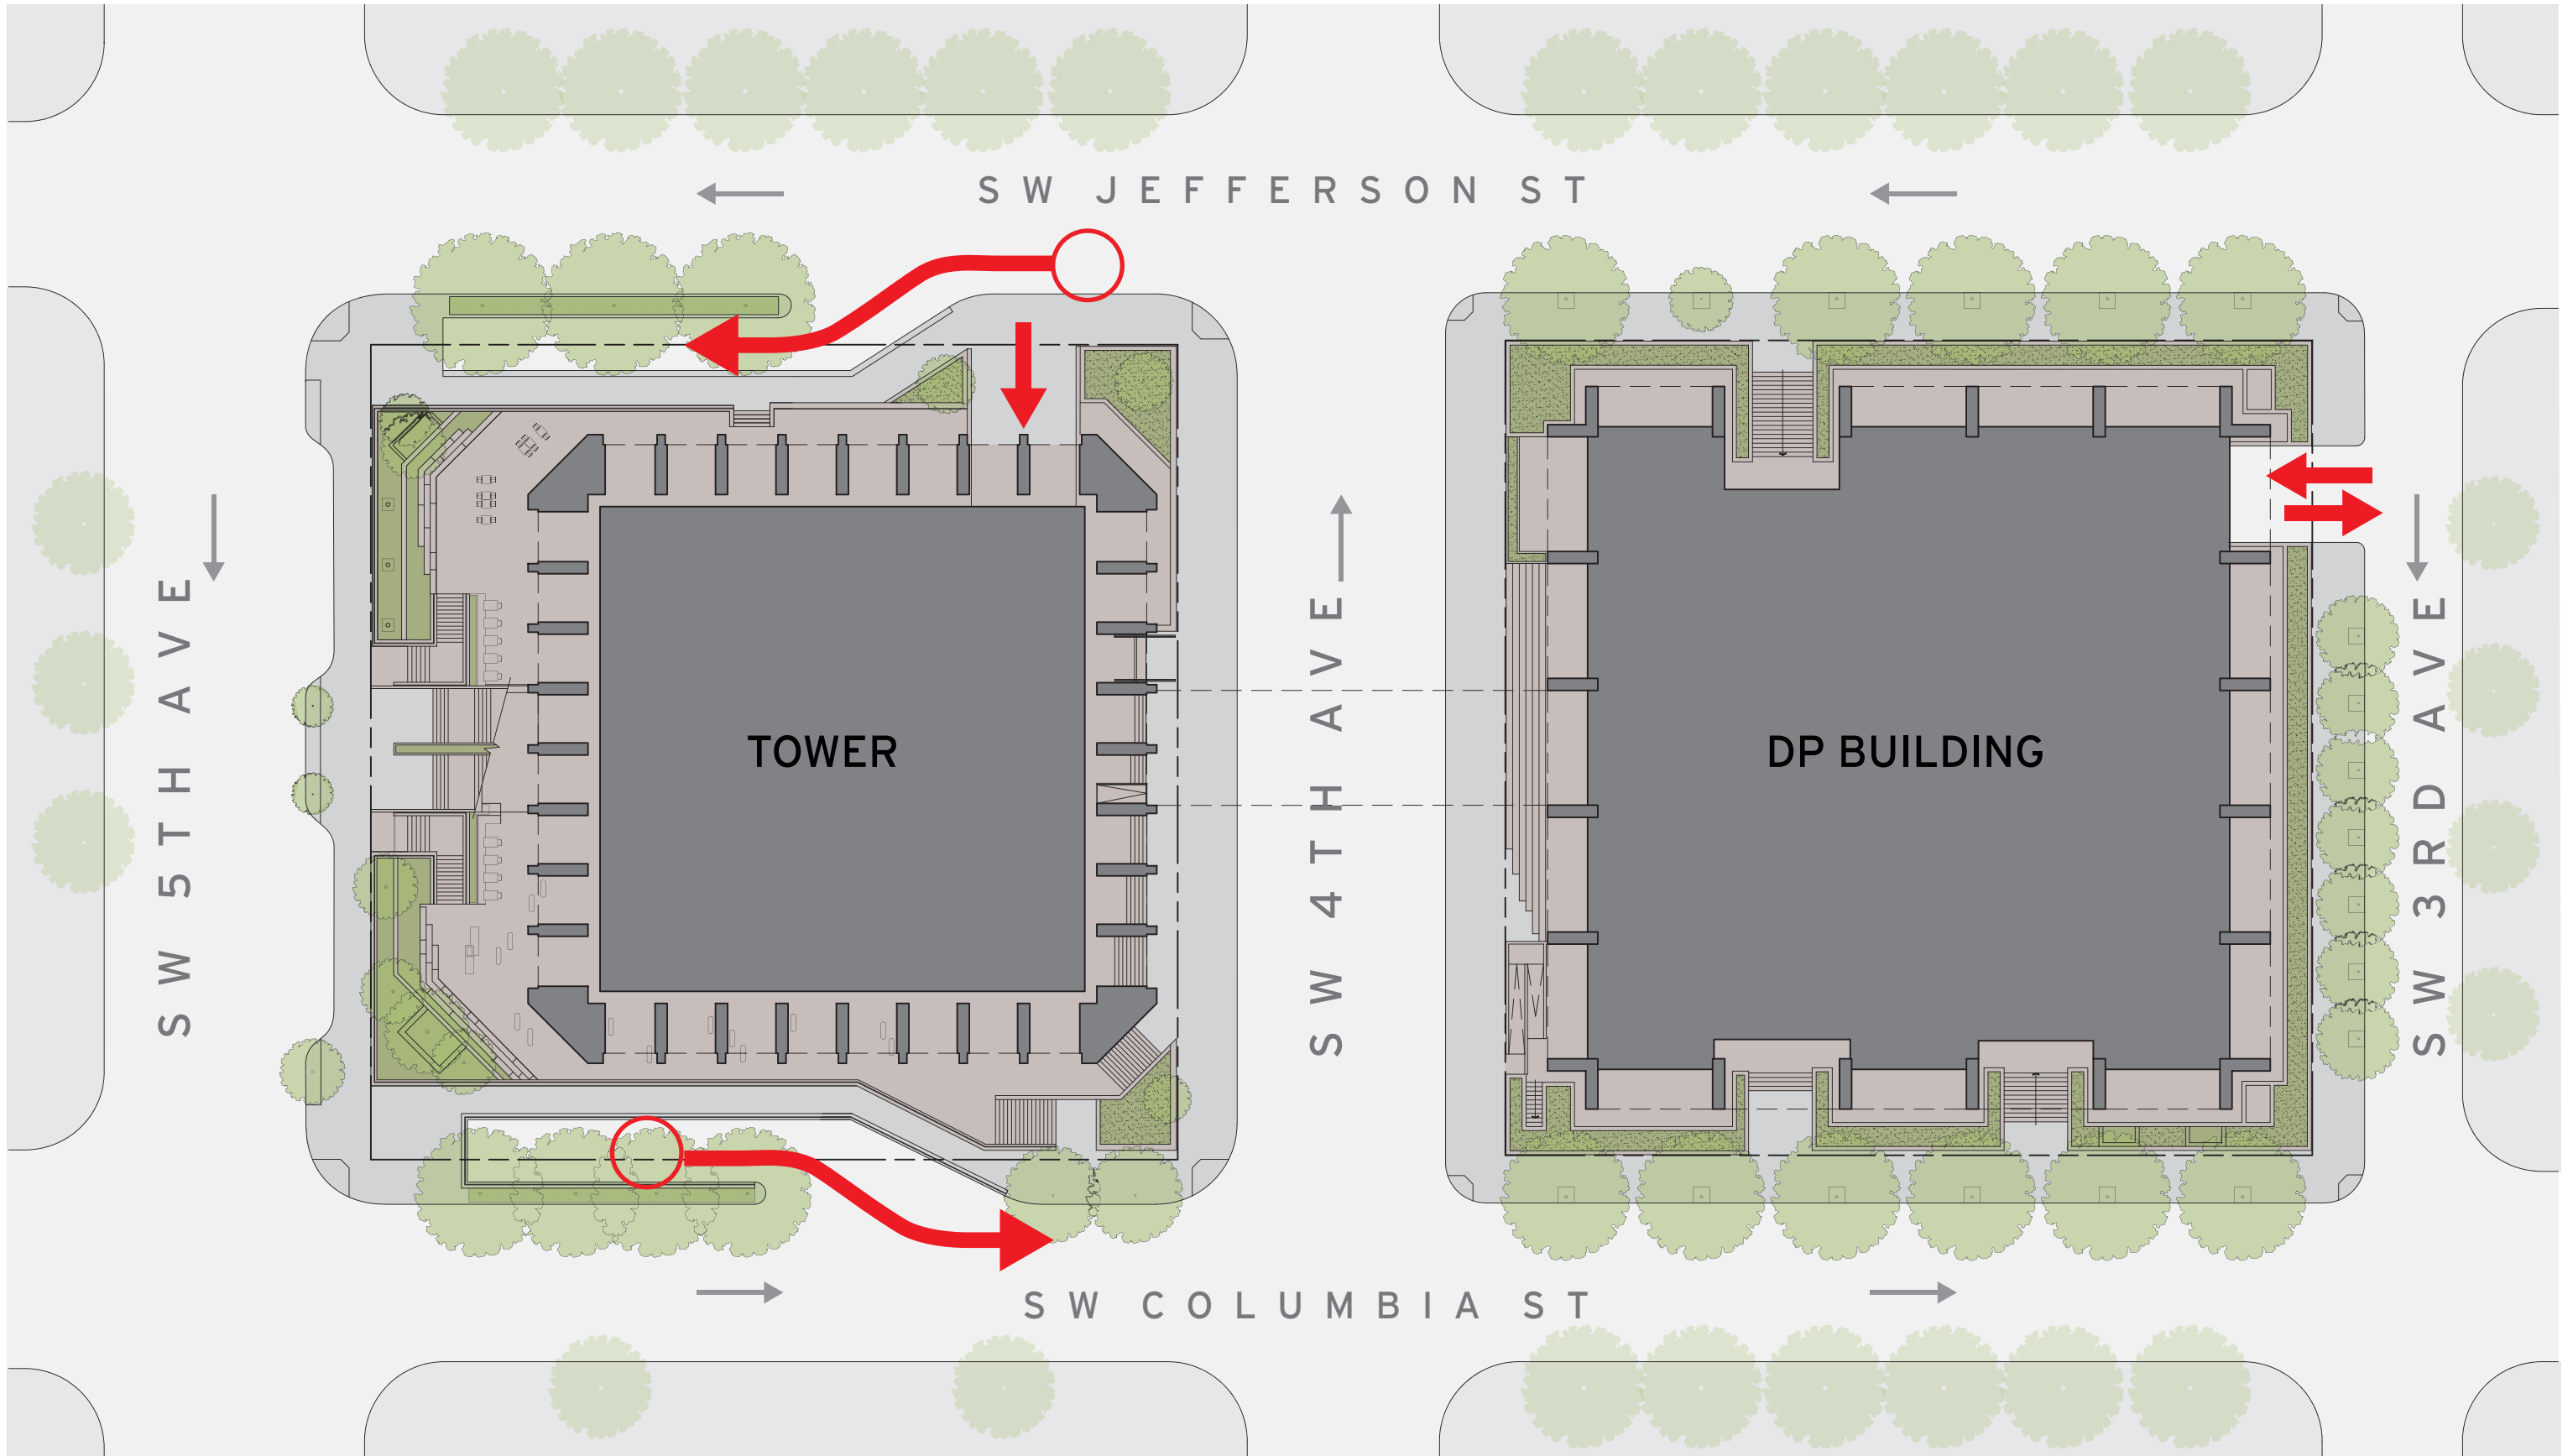 SW JEFFERSON ST
SW 5TH AVE
TOWER
SW 4TH AVE
DP BUILDING
SW 3RD AVE
SW COLUMBIA ST